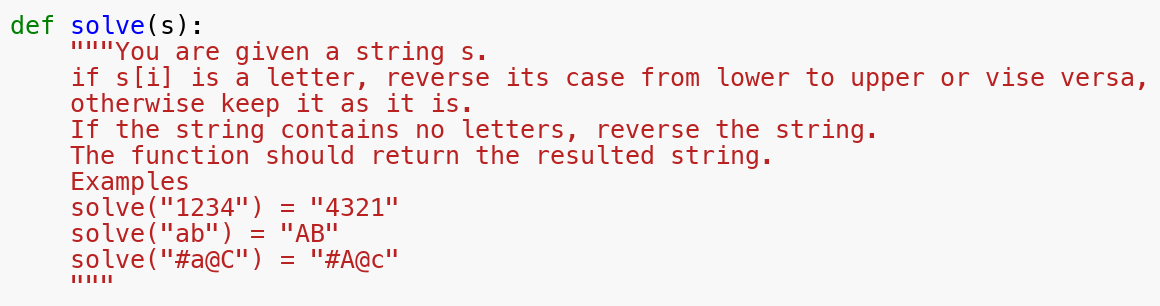 def solve(s):
    """You are given a string s.
    if s[i] is a letter, reverse its case from lower to upper or vise versa,
    otherwise keep it as it is.
    If the string contains no letters, reverse the string.
    The function should return the resulted string.
    Examples
    solve("1234") = "4321"
    solve("ab") = "AB"
    solve("#a@C") = "#A@c"
    """